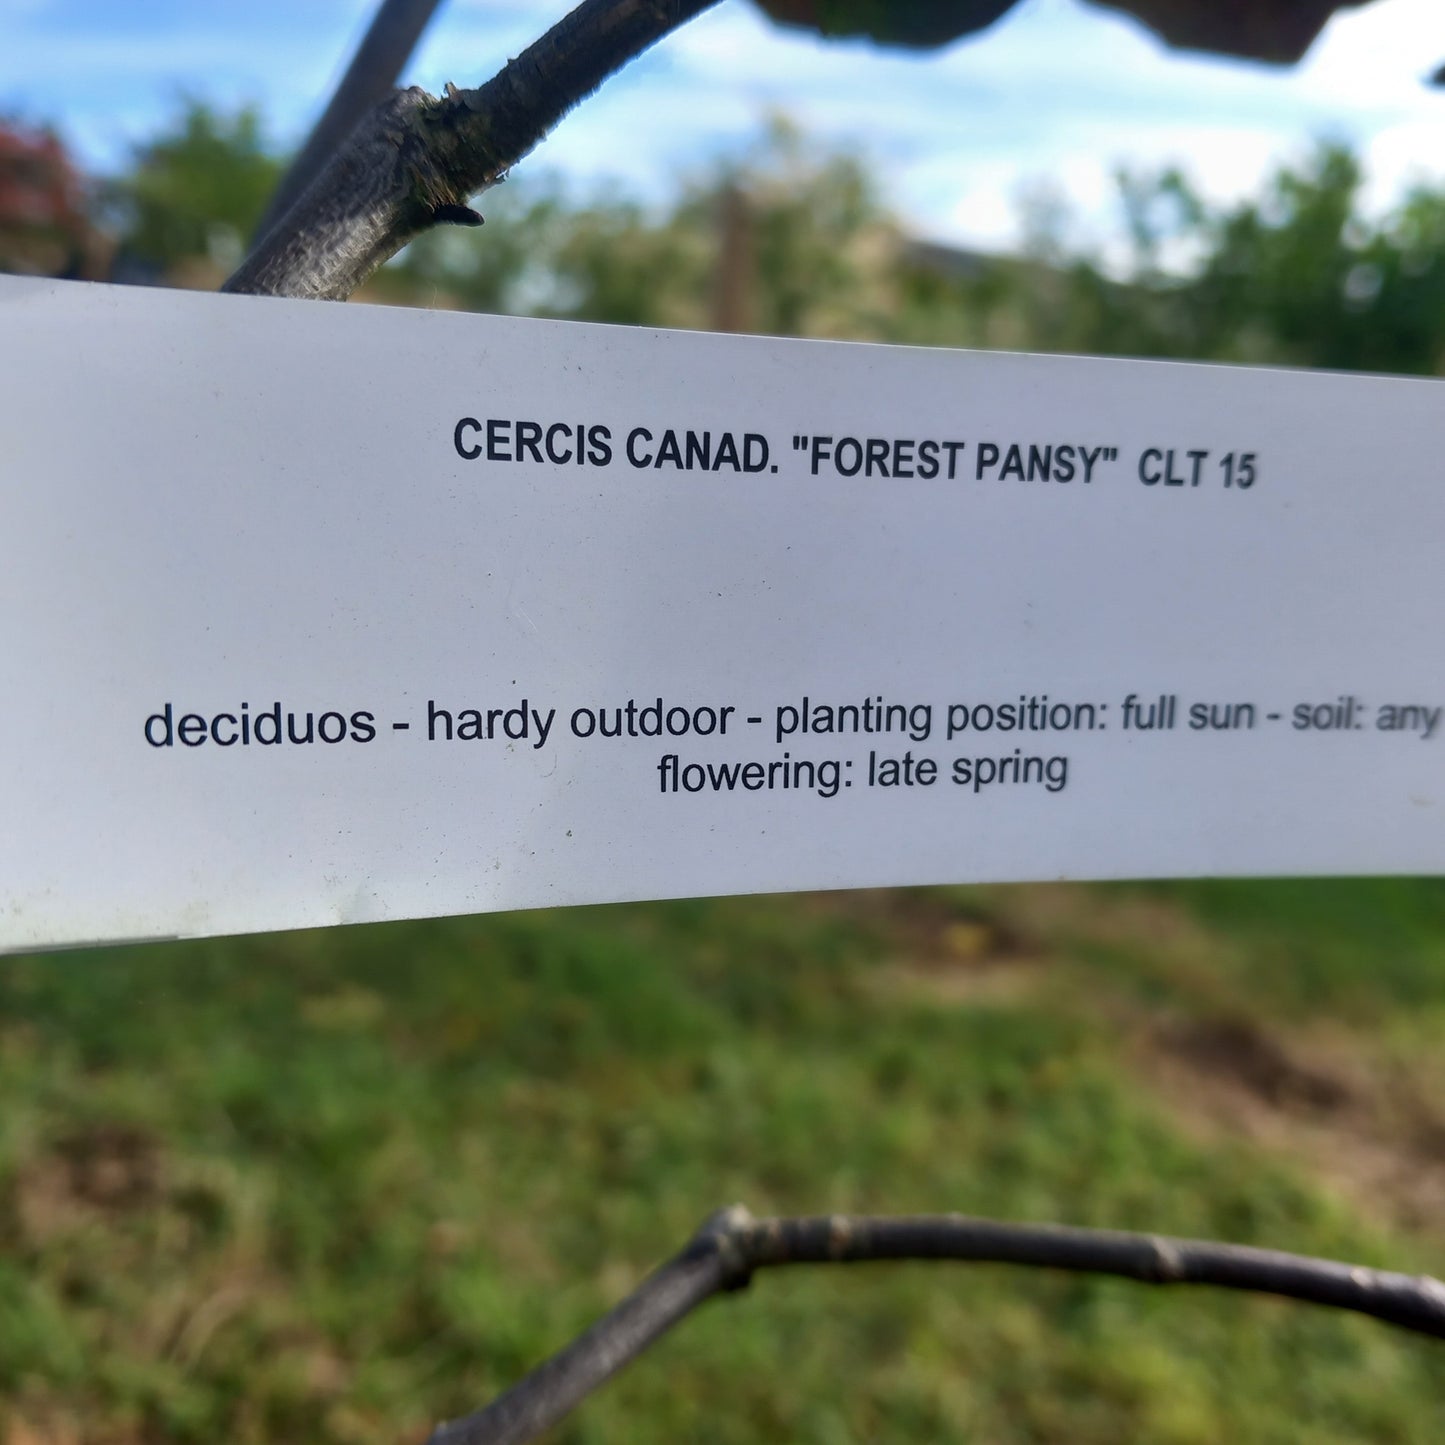 CERCIS CANAD. "FOREST PANSY" CLT 15
deciduos - hardy outdoor - planting position: full sun - soil: any
flowering: late spring